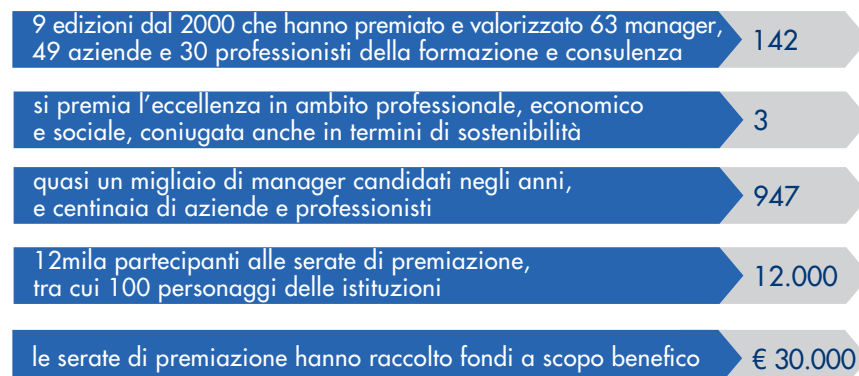 9 edizioni dal 2000 che hanno premiato e valorizzato 63 manager,
49 aziende e 30 professionisti della formazione e consulenza
142
si premia l'eccellenza in ambito professionale, economico
e sociale, coniugata anche in termini di sostenibilità
3
quasi un migliaio di manager candidati negli anni,
e centinaia di aziende e professionisti
947
12mila partecipanti alle serate di premiazione,
tra cui 100 personaggi delle istituzioni
12.000
le serate di premiazione hanno raccolto fondi a scopo benefico
€ 30.000